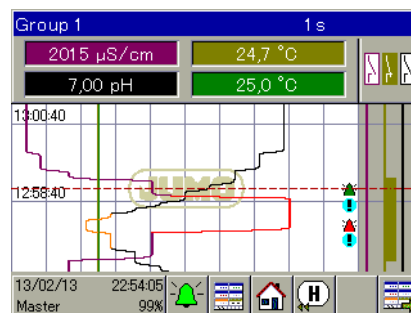 Group 1 1 s
2015 µS/cm 24,7 °C
7,00 pH 25,0 °C
13:00:40
JUMO
12:58:40
13/02/13 22:54:05
Master 99%
H